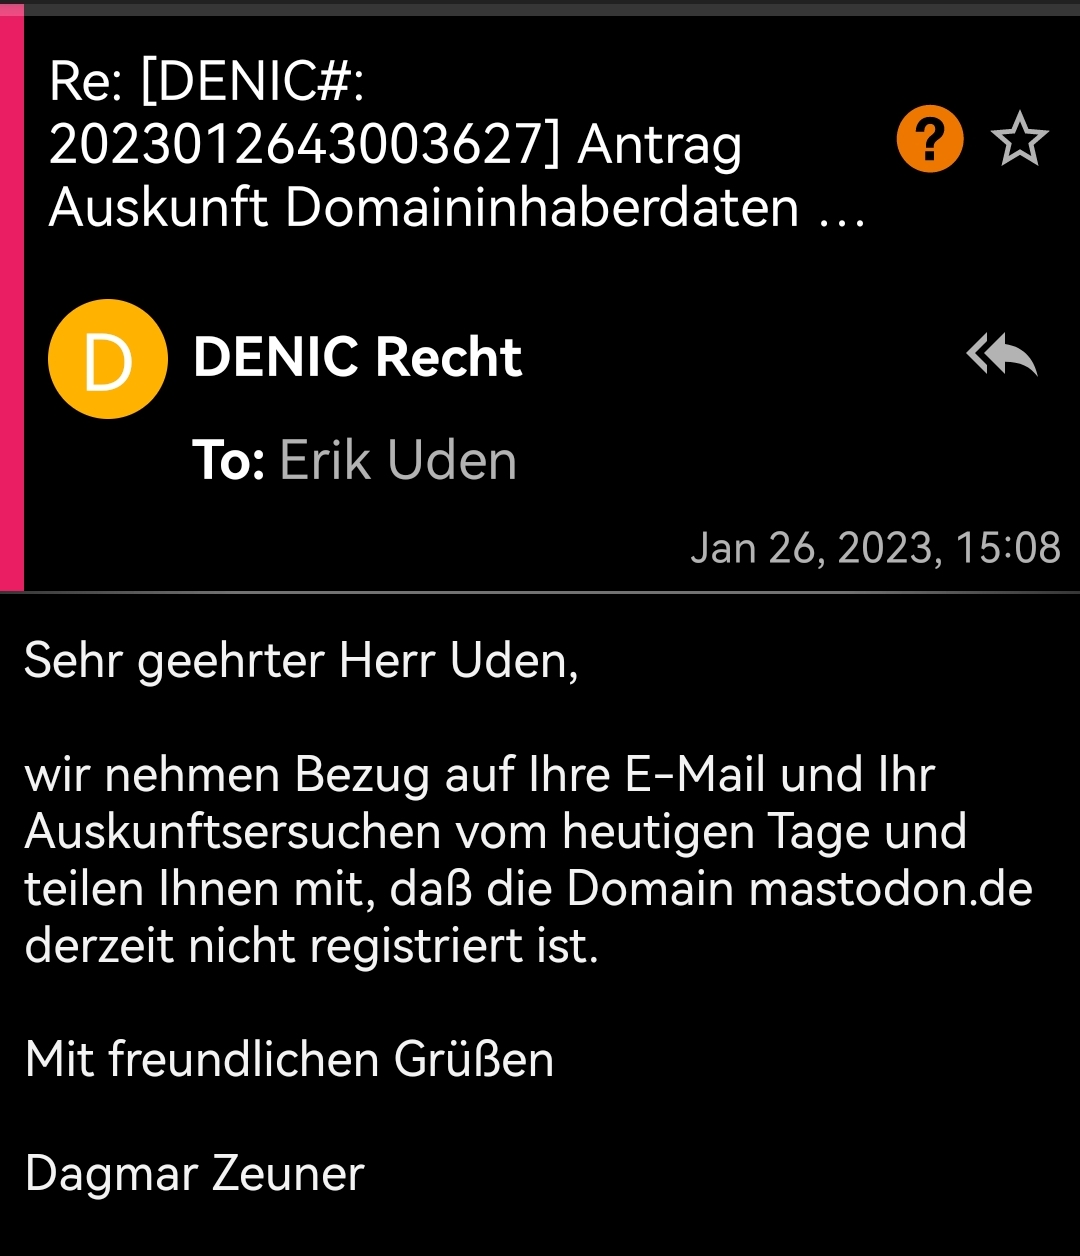 Re: [DENIC#:
2023012643003627] Antrag
Auskunft Domaininhaberdaten …
?
D
DENIC Recht
To: Erik Uden
Jan 26, 2023, 15:08
Sehr geehrter Herr Uden,
wir nehmen Bezug auf Ihre E-Mail und Ihr
Auskunftsersuchen vom heutigen Tage und
teilen Ihnen mit, daß die Domain mastodon.de
derzeit nicht registriert ist.
Mit freundlichen Grüßen
Dagmar Zeuner